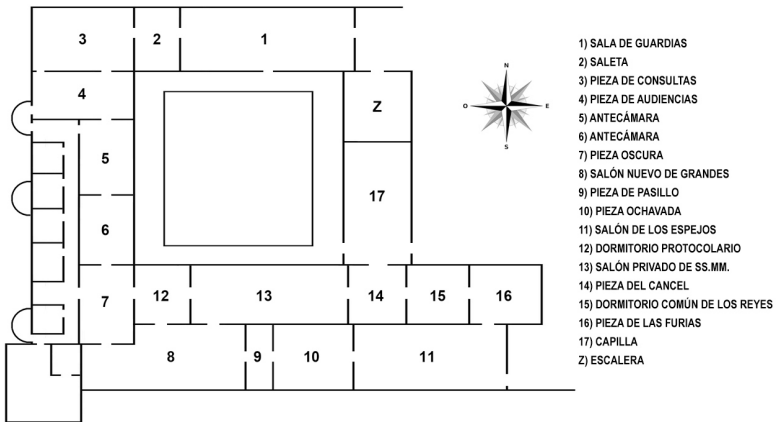 3
2
1
4
Z
5
17
6
7
12
13
14
15
16
8
9
10
11
N
O
E
S
1) SALA DE GUARDIAS
2) SALETA
3) PIEZA DE CONSULTAS
4) PIEZA DE AUDIENCIAS
5) ANTECÁMARA
6) ANTECÁMARA
7) PIEZA OSCURA
8) SALÓN NUEVO DE GRANDES
9) PIEZA DE PASILLO
10) PIEZA OCHAVADA
11) SALÓN DE LOS ESPEJOS
12) DORMITORIO PROTOCOLARIO
13) SALÓN PRIVADO DE SS.MM.
14) PIEZA DEL CANCEL
15) DORMITORIO COMÚN DE LOS REYES
16) PIEZA DE LAS FURIAS
17) CAPILLA
Z) ESCALERA